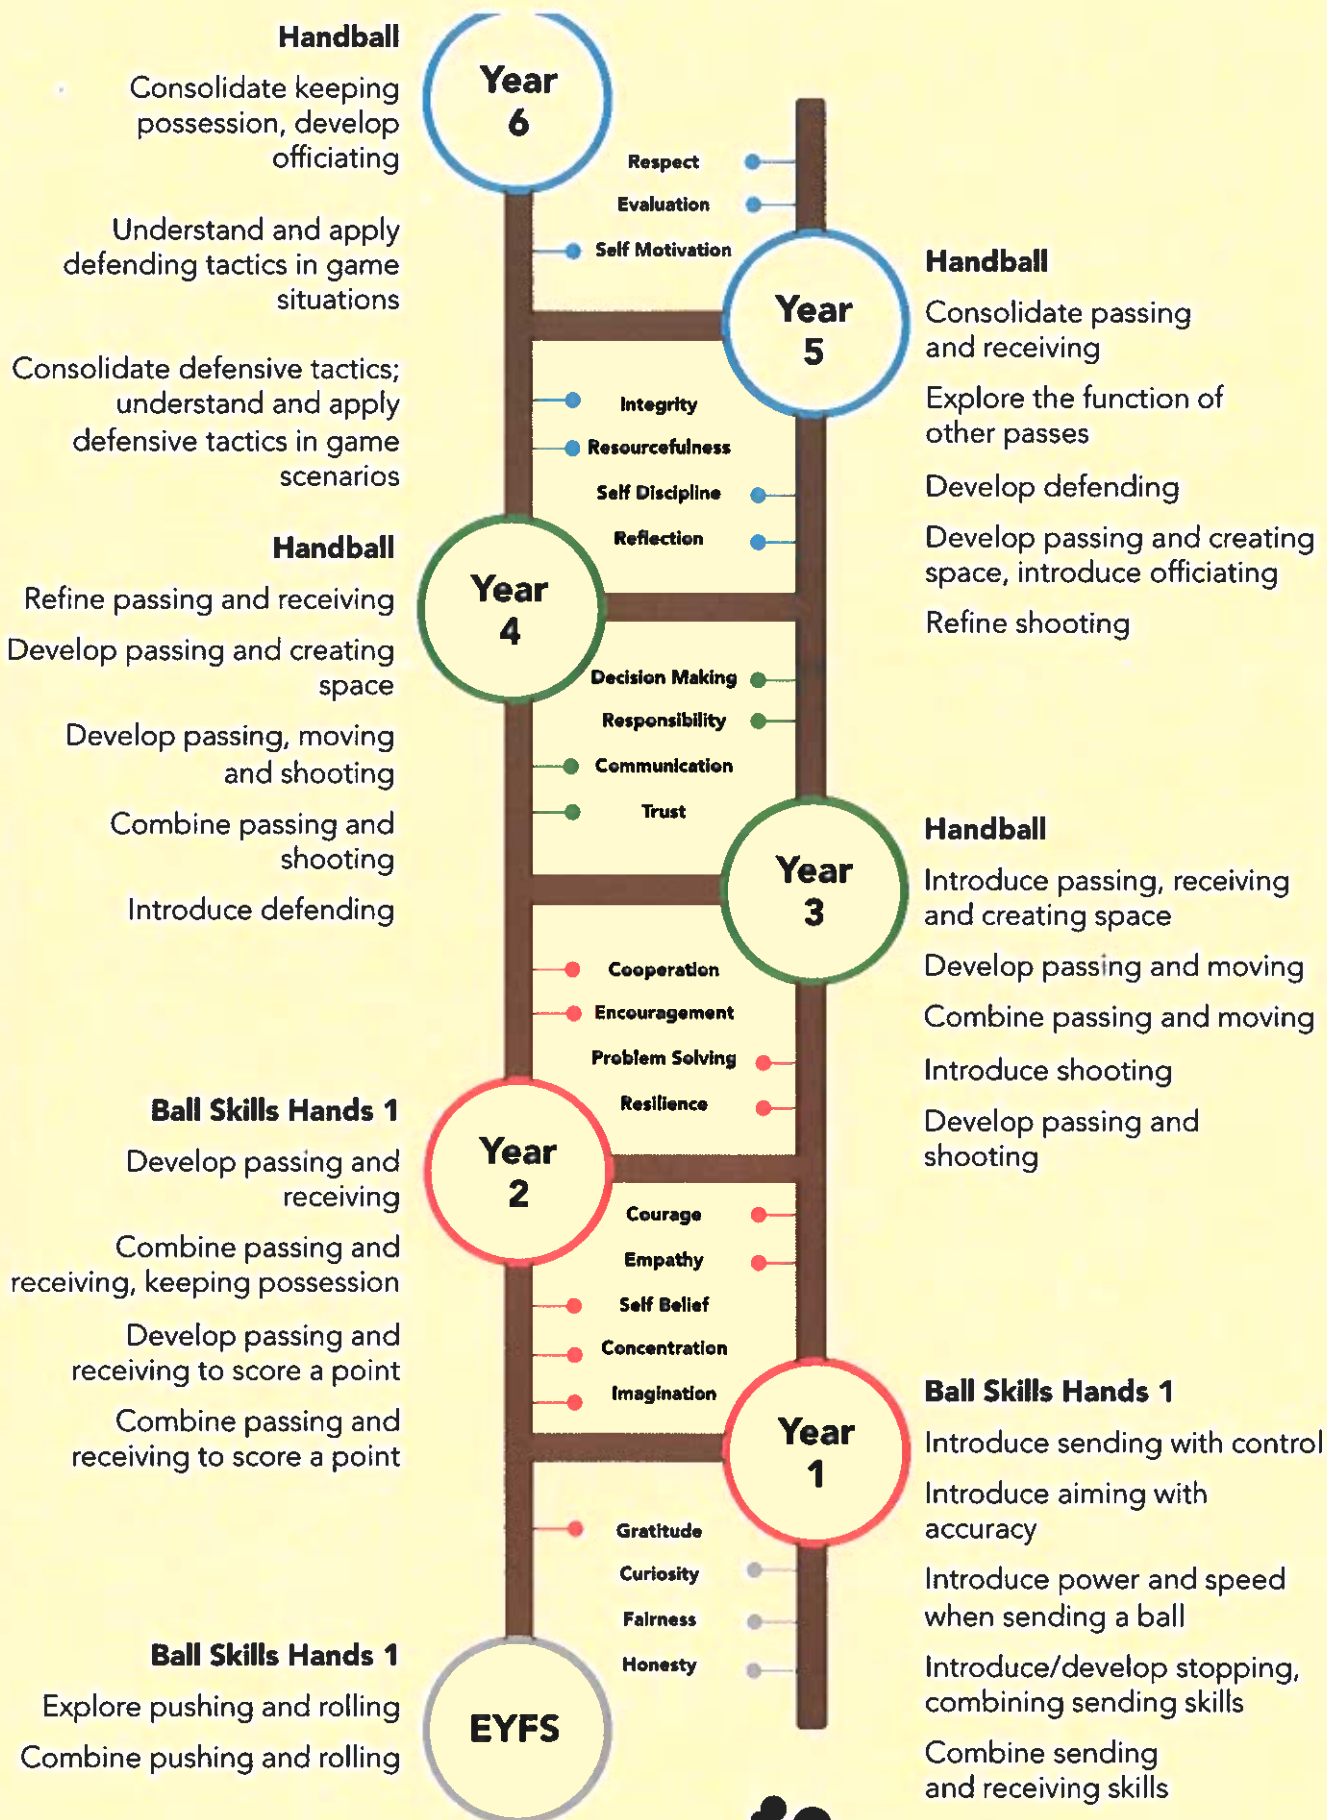 Handball
Consolidate keeping
possession, develop
officiating
Understand and apply
defending tactics in game
situations
Consolidate defensive tactics;
understand and apply
defensive tactics in game
scenarios
Year
6
Respect
Evaluation
Self Motivation
Year
5
Handball
Consolidate passing
and receiving
Explore the function of
other passes
Develop defending
Develop passing and creating
space, introduce officiating
Refine shooting
Integrity
Resourcefulness
Self Discipline
Reflection
Handball
Refine passing and receiving
Develop passing and creating
space
Develop passing, moving
and shooting
Combine passing and
shooting
Introduce defending
Year
4
Decision Making
Responsibility
Communication
Trust
Year
3
Handball
Introduce passing, receiving
and creating space
Develop passing and moving
Combine passing and moving
Introduce shooting
Develop passing and
shooting
Cooperation
Encouragement
Problem Solving
Resilience
Ball Skills Hands 1
Develop passing and
receiving
Combine passing and
receiving, keeping possession
Develop passing and
receiving to score a point
Combine passing and
receiving to score a point
Year
2
Courage
Empathy
Self Belief
Concentration
Imagination
Year
1
Ball Skills Hands 1
Introduce sending with control
Introduce aiming with
accuracy
Introduce power and speed
when sending a ball
Introduce/develop stopping,
combining sending skills
Combine sending
and receiving skills
Gratitude
Curiosity
Fairness
Honesty
Ball Skills Hands 1
Explore pushing and rolling
Combine pushing and rolling
EYFS